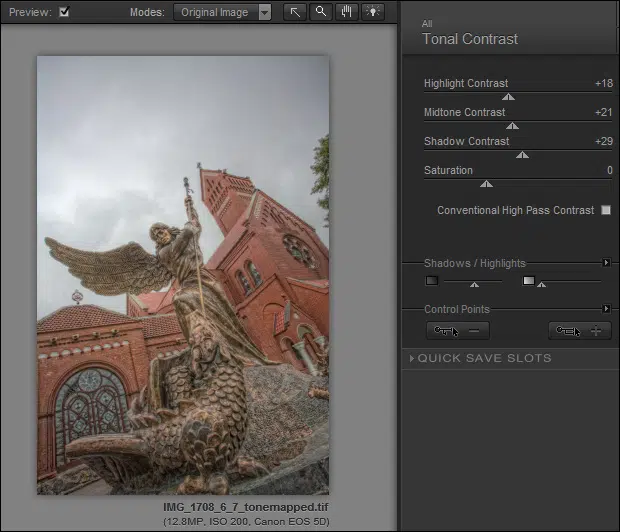 Preview:
Modes: Original Image
All
Tonal Contrast
Highlight Contrast +18
Midtone Contrast +21
Shadow Contrast +29
Saturation 0
Conventional High Pass Contrast
Shadows / Highlights
Control Points
QUICK SAVE SLOTS
IMG_1708_6_7_tonemapped.tif
(12.8MP, ISO 200, Canon EOS 5D)